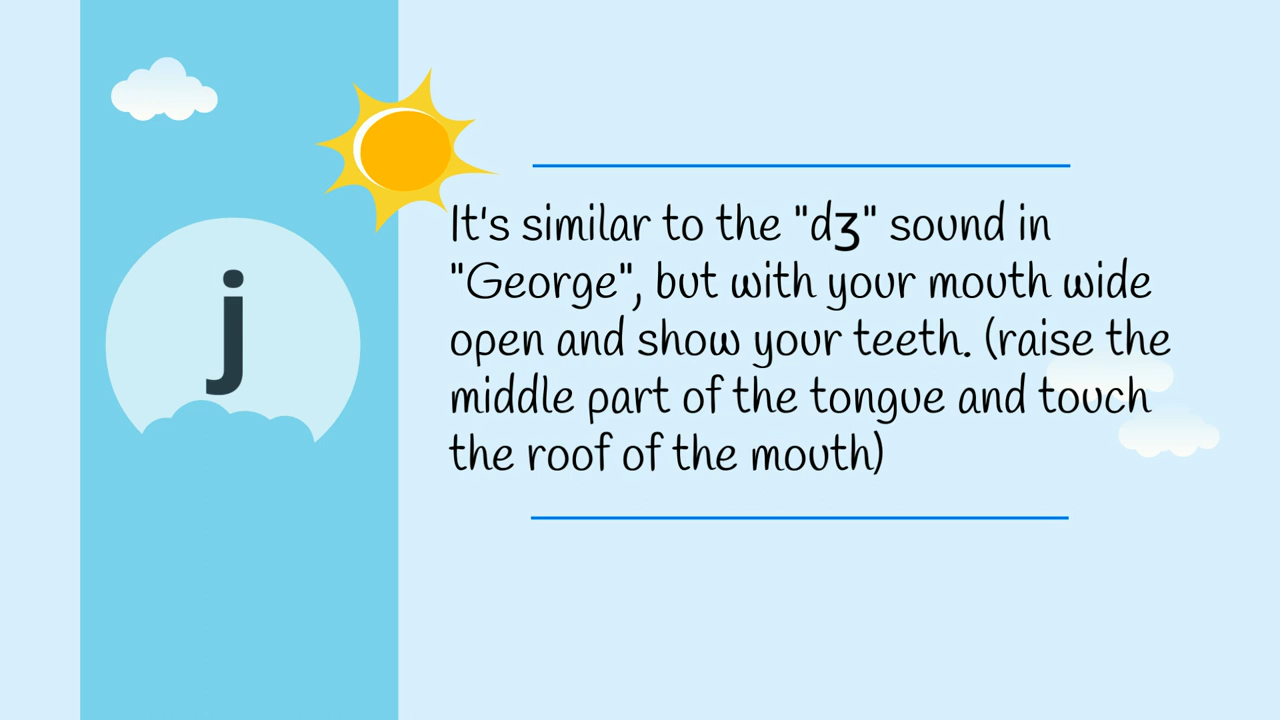 j
It's similar to the "dʒ" sound in
"George", but with your mouth wide
open and show your teeth. (raise the
middle part of the tongue and touch
the roof of the mouth)